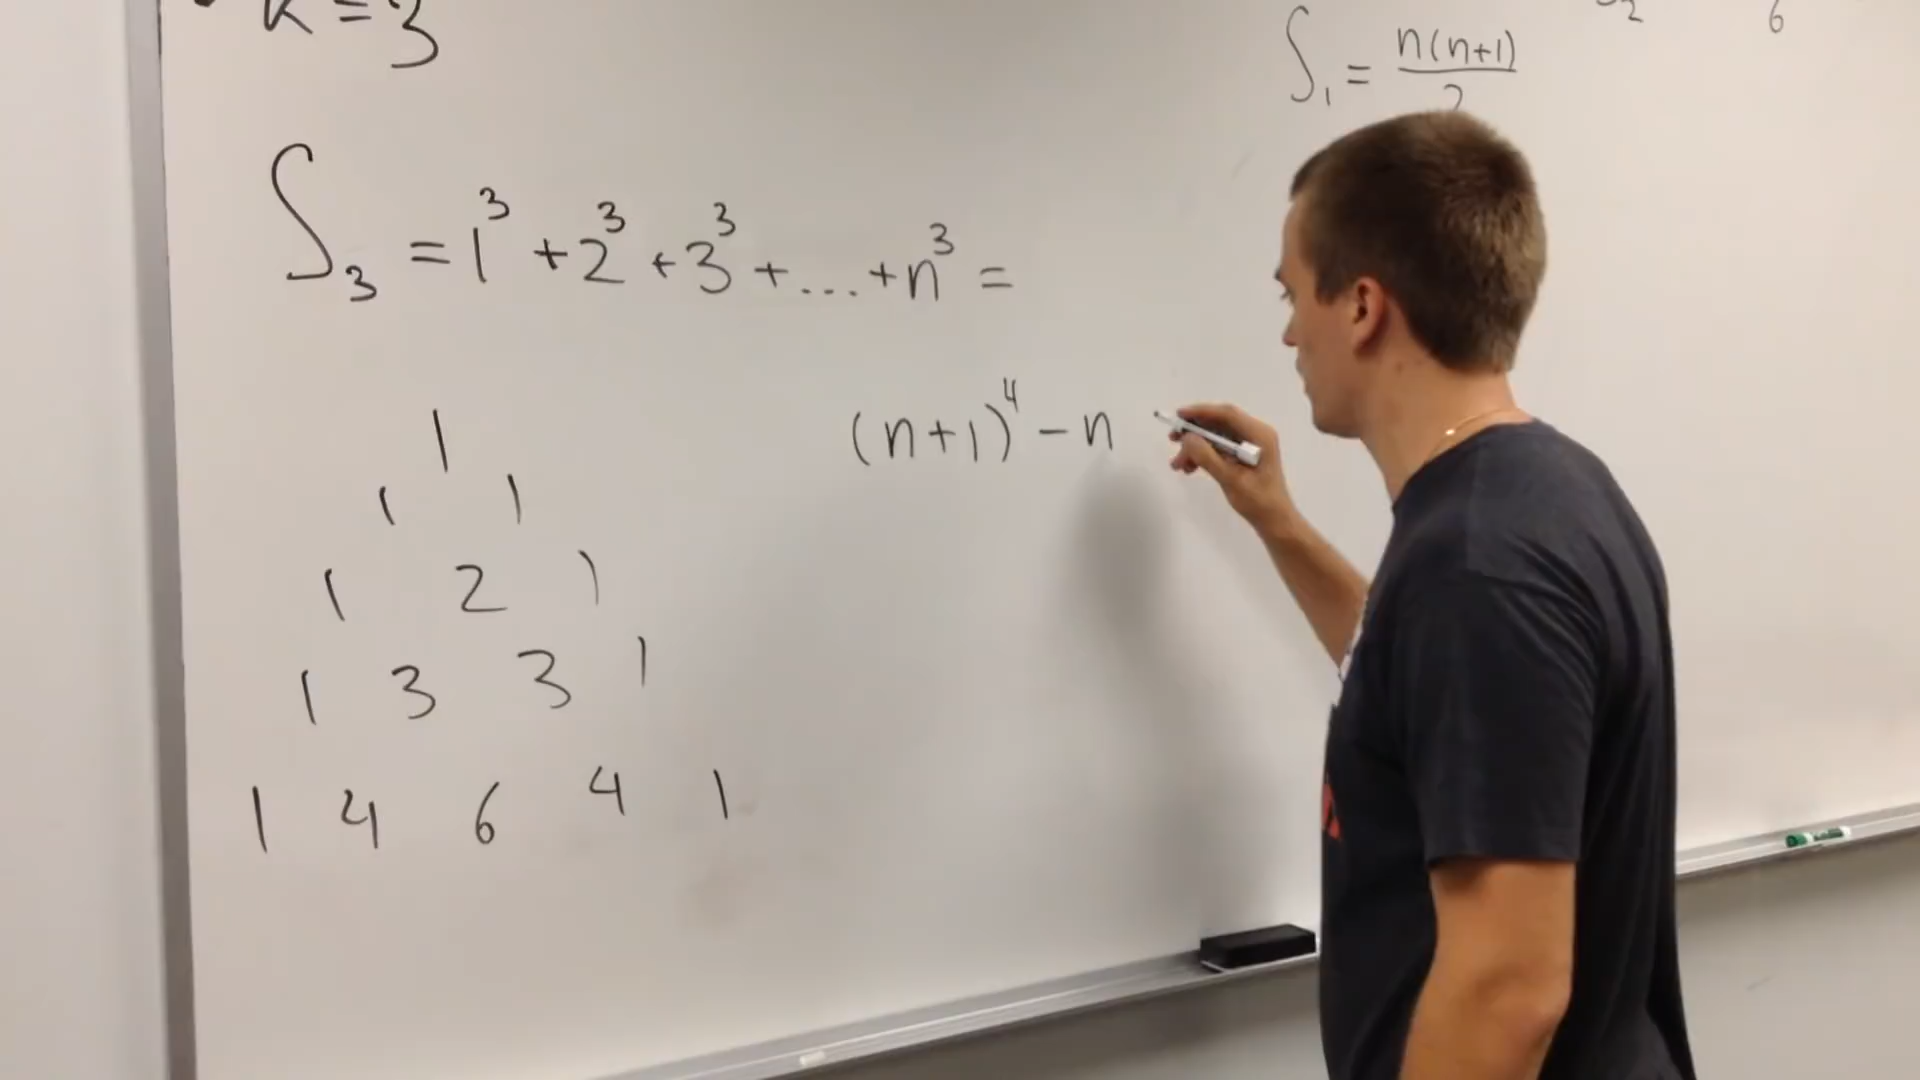 K = 3
S₁ = n(n+1)/2
S₃ = 1³ + 2³ + 3³ + ... + n³ =
(n+1)⁴ - n
1
1 1
1 2 1
1 3 3 1
1 4 6 4 1